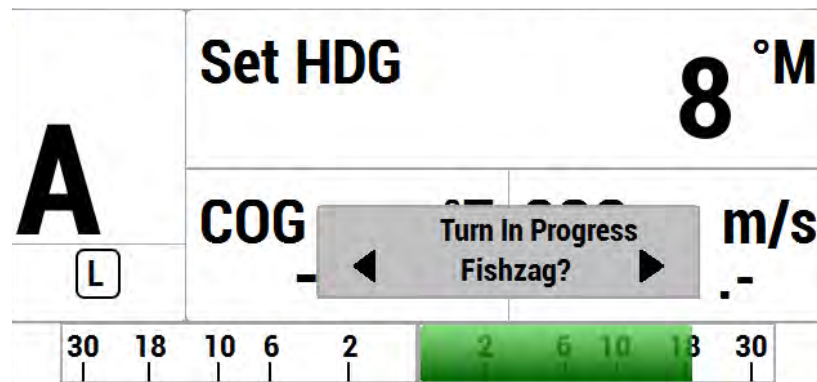 Set HDG
8 °M
A
COG
m/s
- .-
Turn In Progress
◀ Fishzag? ▶
L
30 18 10 6 2 2 6 10 18 30